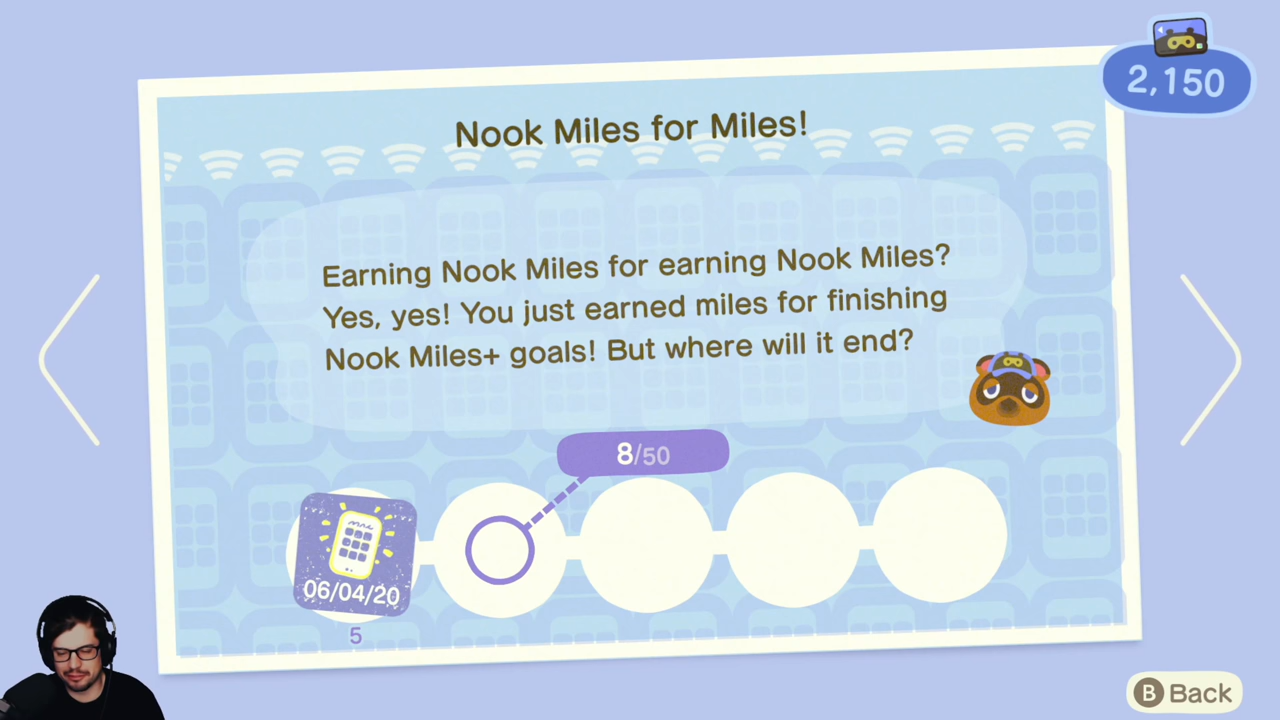 2,150
Nook Miles for Miles!
Earning Nook Miles for earning Nook Miles?
Yes, yes! You just earned miles for finishing
Nook Miles+ goals! But where will it end?
8/50
06/04/20
5
B Back